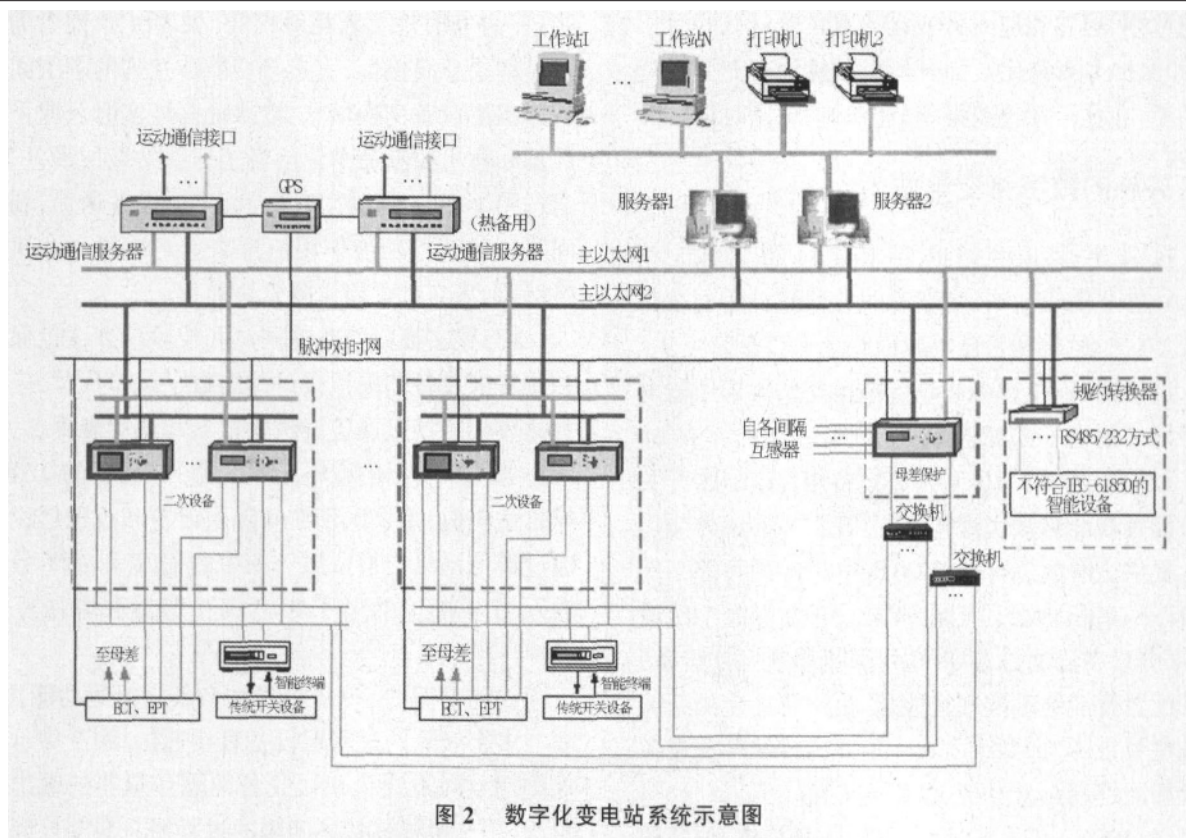 工作站1
工作站N
打印机1
打印机2
...
运动通信接口
运动通信接口
...
GPS
...
服务器1
服务器2
(热备用)
运动通信服务器
运动通信服务器
主以太网1
主以太网2
脉冲对时网
规约转换器
自各间隔
互感器
...
...
RS485/232方式
母差保护
不符合IEC-61850的
智能设备
...
二次设备
...
...
二次设备
交换机
...
交换机
...
至母差
智能终端
ECT、EPT
传统开关设备
至母差
智能终端
ECT、EPT
传统开关设备
图 2 数字化变电站系统示意图